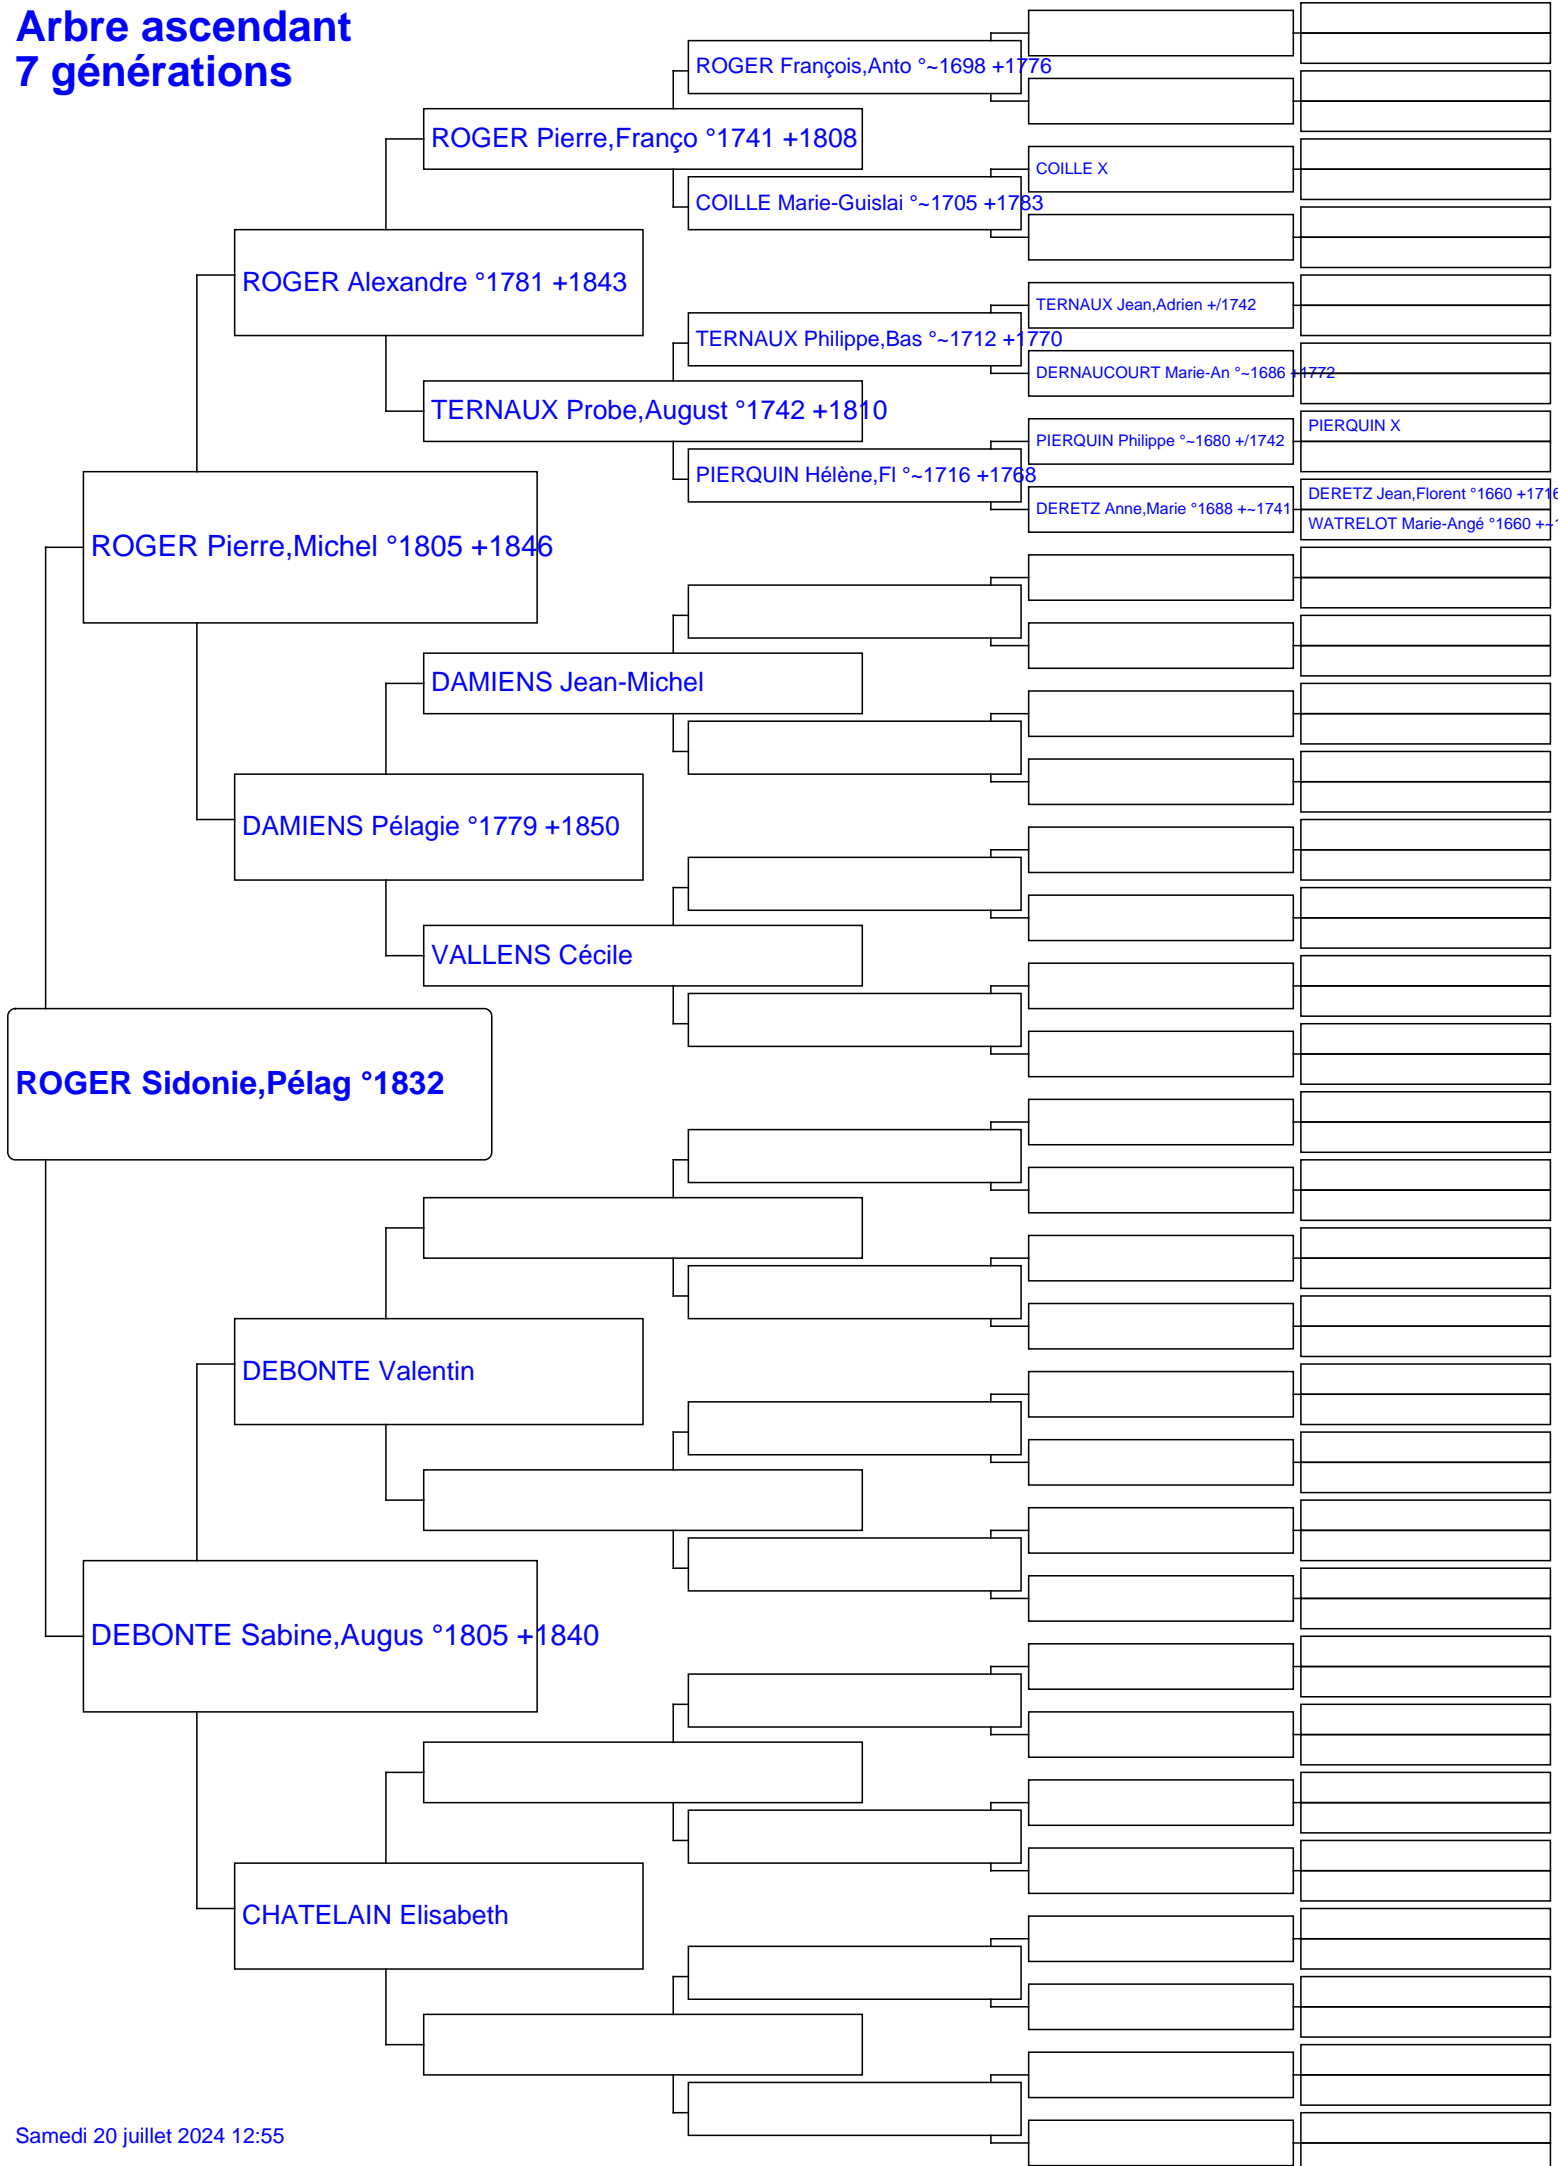 Arbre ascendant
7 générations
ROGER François,Anto °~1698 +1776
ROGER Pierre,Franço °1741 +1808
COILLE X
COILLE Marie-Guislai °~1705 +1783
ROGER Alexandre °1781 +1843
TERNAUX Jean,Adrien +/1742
TERNAUX Philippe,Bas °~1712 +1770
DERNAUCOURT Marie-An °~1686 +1772
TERNAUX Probe,August °1742 +1810
PIERQUIN X
PIERQUIN Philippe °~1680 +/1742
PIERQUIN Hélène,Fl °~1716 +1768
DERETZ Jean,Florent °1660 +1716
DERETZ Anne,Marie °1688 +~1741
WATRELOT Marie-Angé °1660 +~1
ROGER Pierre,Michel °1805 +1846
DAMIENS Jean-Michel
DAMIENS Pélagie °1779 +1850
VALLENS Cécile
ROGER Sidonie,Pélag °1832
DEBONTE Valentin
DEBONTE Sabine,Augus °1805 +1840
CHATELAIN Elisabeth
Samedi 20 juillet 2024 12:55